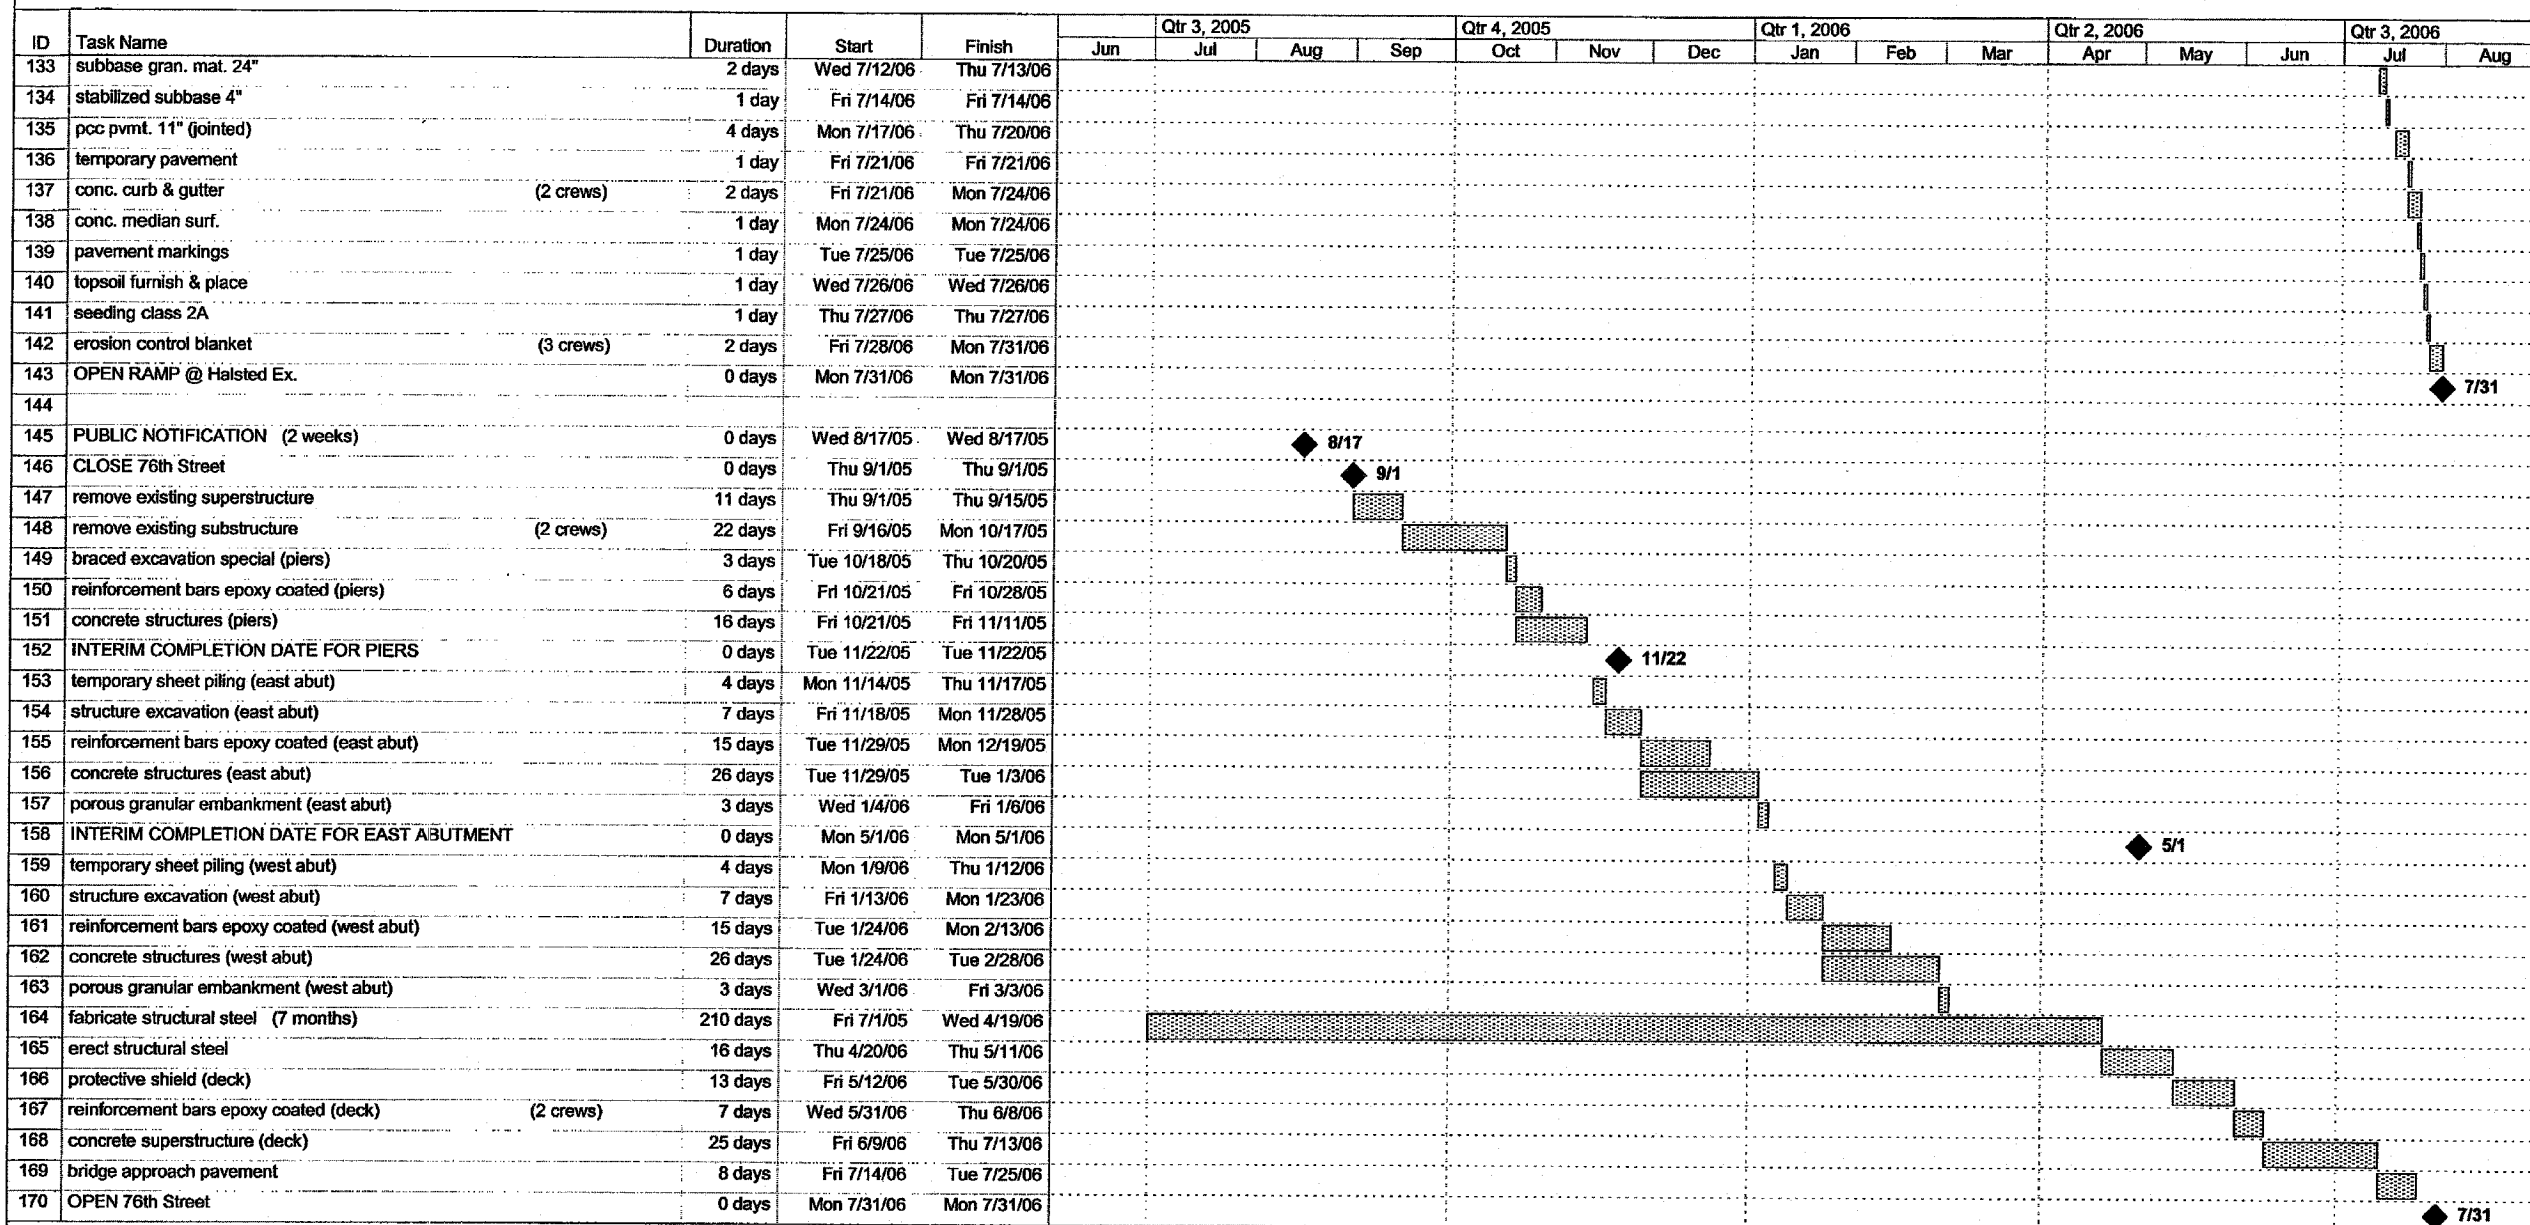 Qtr 3, 2005 Qtr 4, 2005 Qtr 1, 2006 Qtr 2, 2006 Qtr 3, 2006
ID Task Name Duration Start Finish Jun Jul Aug Sep Oct Nov Dec Jan Feb Mar Apr May Jun Jul Aug
133 subbase gran. mat. 24" 2 days Wed 7/12/06 Thu 7/13/06
134 stabilized subbase 4" 1 day Fri 7/14/06 Fri 7/14/06
135 pcc pvmt. 11" (jointed) 4 days Mon 7/17/06 Thu 7/20/06
136 temporary pavement 1 day Fri 7/21/06 Fri 7/21/06
137 conc. curb & gutter (2 crews) 2 days Fri 7/21/06 Mon 7/24/06
138 conc. median surf. 1 day Mon 7/24/06 Mon 7/24/06
139 pavement markings 1 day Tue 7/25/06 Tue 7/25/06
140 topsoil furnish & place 1 day Wed 7/26/06 Wed 7/26/06
141 seeding class 2A 1 day Thu 7/27/06 Thu 7/27/06
142 erosion control blanket (3 crews) 2 days Fri 7/28/06 Mon 7/31/06
143 OPEN RAMP @ Halsted Ex. 0 days Mon 7/31/06 Mon 7/31/06 7/31
144
145 PUBLIC NOTIFICATION (2 weeks) 0 days Wed 8/17/05 Wed 8/17/05 8/17
146 CLOSE 76th Street 0 days Thu 9/1/05 Thu 9/1/05 9/1
147 remove existing superstructure 11 days Thu 9/1/05 Thu 9/15/05
148 remove existing substructure (2 crews) 22 days Fri 9/16/05 Mon 10/17/05
149 braced excavation special (piers) 3 days Tue 10/18/05 Thu 10/20/05
150 reinforcement bars epoxy coated (piers) 6 days Fri 10/21/05 Fri 10/28/05
151 concrete structures (piers) 16 days Fri 10/21/05 Fri 11/11/05
152 INTERIM COMPLETION DATE FOR PIERS 0 days Tue 11/22/05 Tue 11/22/05 11/22
153 temporary sheet piling (east abut) 4 days Mon 11/14/05 Thu 11/17/05
154 structure excavation (east abut) 7 days Fri 11/18/05 Mon 11/28/05
155 reinforcement bars epoxy coated (east abut) 15 days Tue 11/29/05 Mon 12/19/05
156 concrete structures (east abut) 26 days Tue 11/29/05 Tue 1/3/06
157 porous granular embankment (east abut) 3 days Wed 1/4/06 Fri 1/6/06
158 INTERIM COMPLETION DATE FOR EAST ABUTMENT 0 days Mon 5/1/06 Mon 5/1/06 5/1
159 temporary sheet piling (west abut) 4 days Mon 1/9/06 Thu 1/12/06
160 structure excavation (west abut) 7 days Fri 1/13/06 Mon 1/23/06
161 reinforcement bars epoxy coated (west abut) 15 days Tue 1/24/06 Mon 2/13/06
162 concrete structures (west abut) 26 days Tue 1/24/06 Tue 2/28/06
163 porous granular embankment (west abut) 3 days Wed 3/1/06 Fri 3/3/06
164 fabricate structural steel (7 months) 210 days Fri 7/1/05 Wed 4/19/06
165 erect structural steel 16 days Thu 4/20/06 Thu 5/11/06
166 protective shield (deck) 13 days Fri 5/12/06 Tue 5/30/06
167 reinforcement bars epoxy coated (deck) (2 crews) 7 days Wed 5/31/06 Thu 6/8/06
168 concrete superstructure (deck) 25 days Fri 6/9/06 Thu 7/13/06
169 bridge approach pavement 8 days Fri 7/14/06 Tue 7/25/06
170 OPEN 76th Street 0 days Mon 7/31/06 Mon 7/31/06 7/31